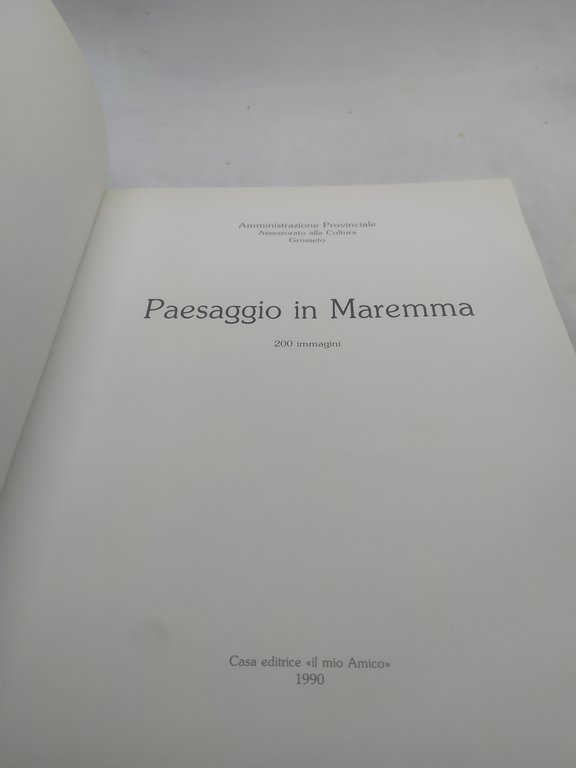 Amministrazione Provinciale
Assessorato alla Cultura
Grosseto
Paesaggio in Maremma
200 immagini
Casa editrice «il mio Amico»
1990